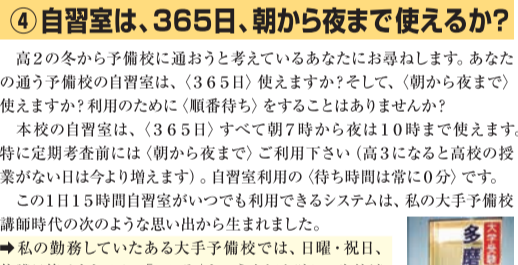 ④自習室は、365日、朝から夜まで使えるか?
高2の冬から予備校に通おうと考えているあなたにお尋ねします。あなた
の通う予備校の自習室は、〈365日〉使えますか?そして、〈朝から夜まで〉
使えますか?利用のために〈順番待ち〉をすることはありませんか?
本校の自習室は、〈365日〉すべて朝7時から夜は10時まで使えます。
特に定期考査前には〈朝から夜まで〉ご利用下さい(高3になると高校の授
業がない日は今より増えます)。自習室利用の〈待ち時間は常に0分〉です。
この1日15時間自習室がいつでも利用できるシステムは、私の大手予備校
講師時代の次のような思い出から生まれました。
➡私の勤務していたある大手予備校では、日曜・祝日、
大学受験
多摩